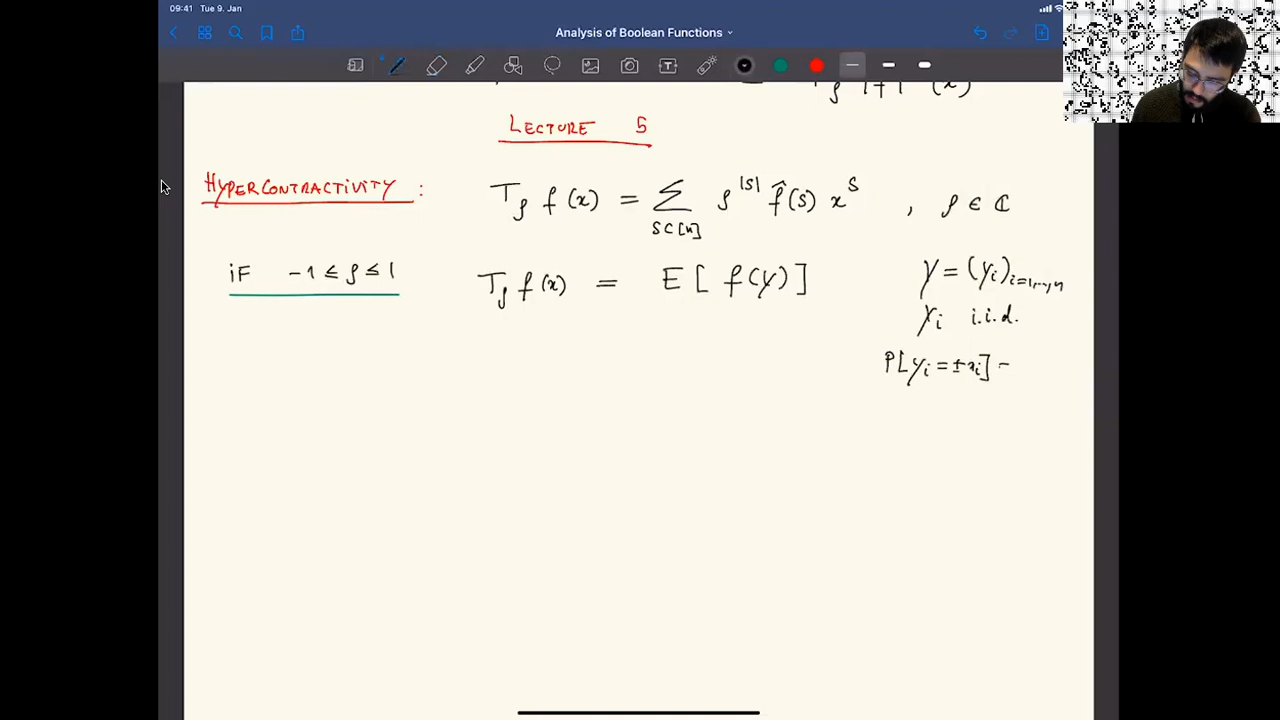 09:41 Tue 9. Jan
Analysis of Boolean Functions
T_ρ |f| (x)
LECTURE 5
HYPERCONTRACTIVITY : T_ρ f(x) = ∑_{S⊂[n]} ρ^{|S|} f̂(S) x^S , ρ ∈ ℂ
iF -1 ≤ ρ ≤ 1 T_ρ f(x) = E[ f(y) ] y = (y_i)_{i=1,...,n}
y_i i.i.d.
P[y_i = ±x_i] -